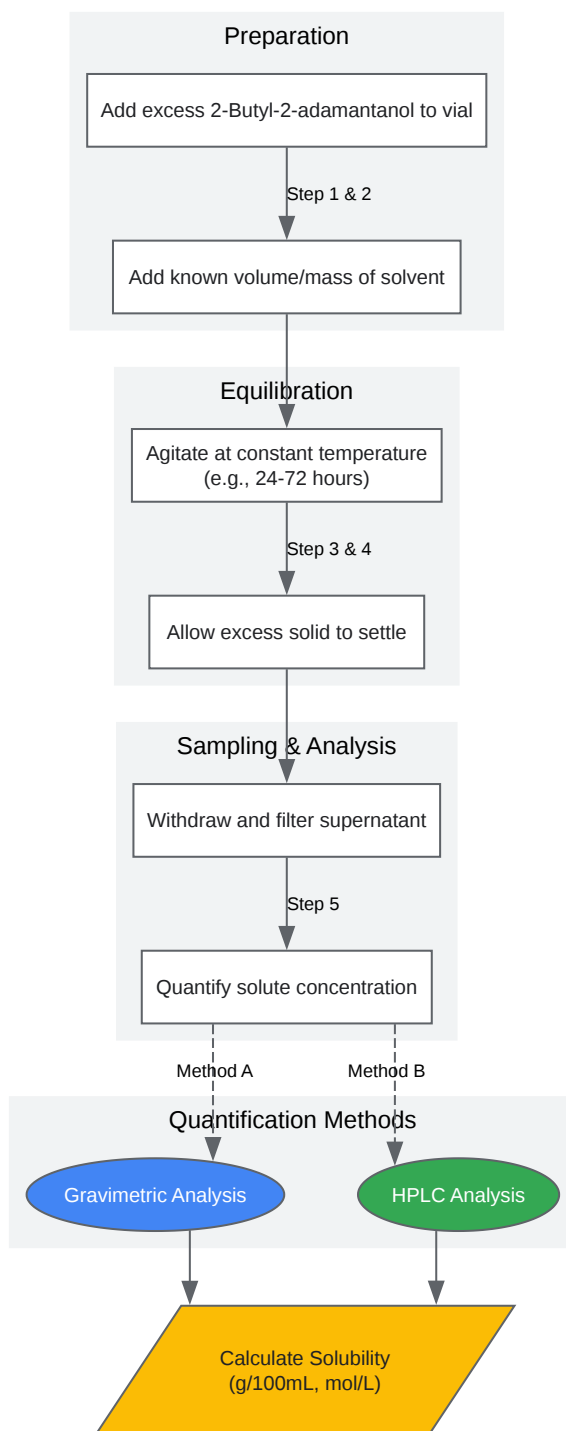 Preparation
Add excess 2-Butyl-2-adamantanol to vial
Step 1 & 2
Add known volume/mass of solvent
Equilibration
Agitate at constant temperature
(e.g., 24-72 hours)
Step 3 & 4
Allow excess solid to settle
Sampling & Analysis
Withdraw and filter supernatant
Step 5
Quantify solute concentration
Method A
Method B
Quantification Methods
Gravimetric Analysis
HPLC Analysis
Calculate Solubility
(g/100mL, mol/L)